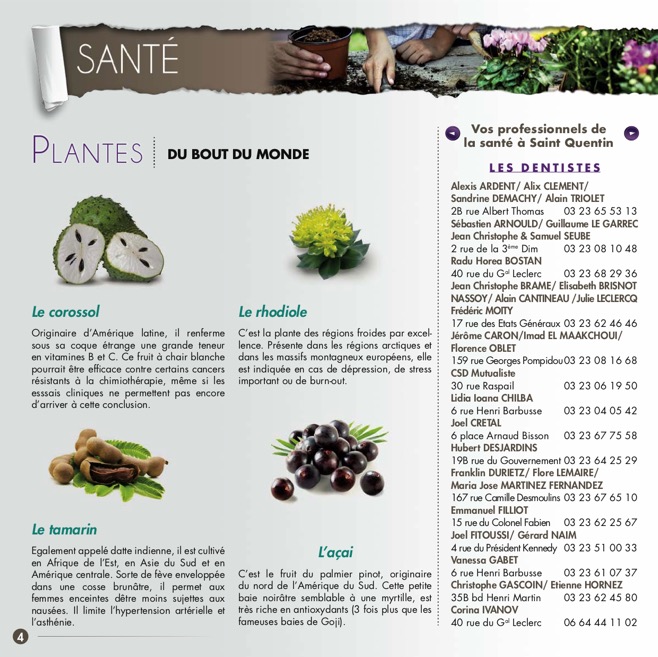 SANTÉ
PLANTES DU BOUT DU MONDE
Le corossol
Originaire d'Amérique latine, il renferme
sous sa coque étrange une grande teneur
en vitamines B et C. Ce fruit à chair blanche
pourrait être efficace contre certains cancers
résistants à la chimiothérapie, même si les
esssais cliniques ne permettent pas encore
d'arriver à cette conclusion.
Le rhodiole
C'est la plante des régions froides par excel-
lence. Présente dans les régions arctiques et
dans les massifs montagneux européens, elle
est indiquée en cas de dépression, de stress
important ou de burn-out.
Le tamarin
Egalement appelé datte indienne, il est cultivé
en Afrique de l'Est, en Asie du Sud et en
Amérique centrale. Sorte de fève enveloppée
dans une cosse brunâtre, il permet aux
femmes enceintes dêtre moins sujettes aux
nausées. Il limite l'hypertension artérielle et
l'asthénie.
L'açai
C'est le fruit du palmier pinot, originaire
du nord de l'Amérique du Sud. Cette petite
baie noirâtre semblable à une myrtille, est
très riche en antioxydants (3 fois plus que les
fameuses baies de Goji).
Vos professionnels de
la santé à Saint Quentin
LES DENTISTES
Alexis ARDENT/ Alix CLEMENT/
Sandrine DEMACHY/ Alain TRIOLET
2B rue Albert Thomas 03 23 65 53 13
Sébastien ARNOULD/ Guillaume LE GARREC
Jean Christophe & Samuel SEUBE
2 rue de la 3ème Dim 03 23 08 10 48
Radu Horea BOSTAN
40 rue du Gal Leclerc 03 23 68 29 36
Jean Christophe BRAME/ Elisabeth BRISNOT
NASSOY/ Alain CANTINEAU /Julie LECLERCQ
Frédéric MOITY
17 rue des Etats Généraux 03 23 62 46 46
Jérôme CARON/Imad EL MAAKCHOUI/
Florence OBLET
159 rue Georges Pompidou 03 23 08 16 68
CSD Mutualiste
30 rue Raspail 03 23 06 19 50
Lidia Ioana CHILBA
6 rue Henri Barbusse 03 23 04 05 42
Joel CRETAL
6 place Arnaud Bisson 03 23 67 75 58
Hubert DESJARDINS
19B rue du Gouvernement 03 23 64 25 29
Franklin DURIETZ/ Flore LEMAIRE/
Maria Jose MARTINEZ FERNANDEZ
167 rue Camille Desmoulins 03 23 67 65 10
Emmanuel FILLIOT
15 rue du Colonel Fabien 03 23 62 25 67
Joel FITOUSSI/ Gérard NAIM
4 rue du Président Kennedy 03 23 51 00 33
Vanessa GABET
6 rue Henri Barbusse 03 23 61 07 37
Christophe GASCOIN/ Etienne HORNEZ
35B bd Henri Martin 03 23 62 45 80
Corina IVANOV
40 rue du Gal Leclerc 06 64 44 11 02
4